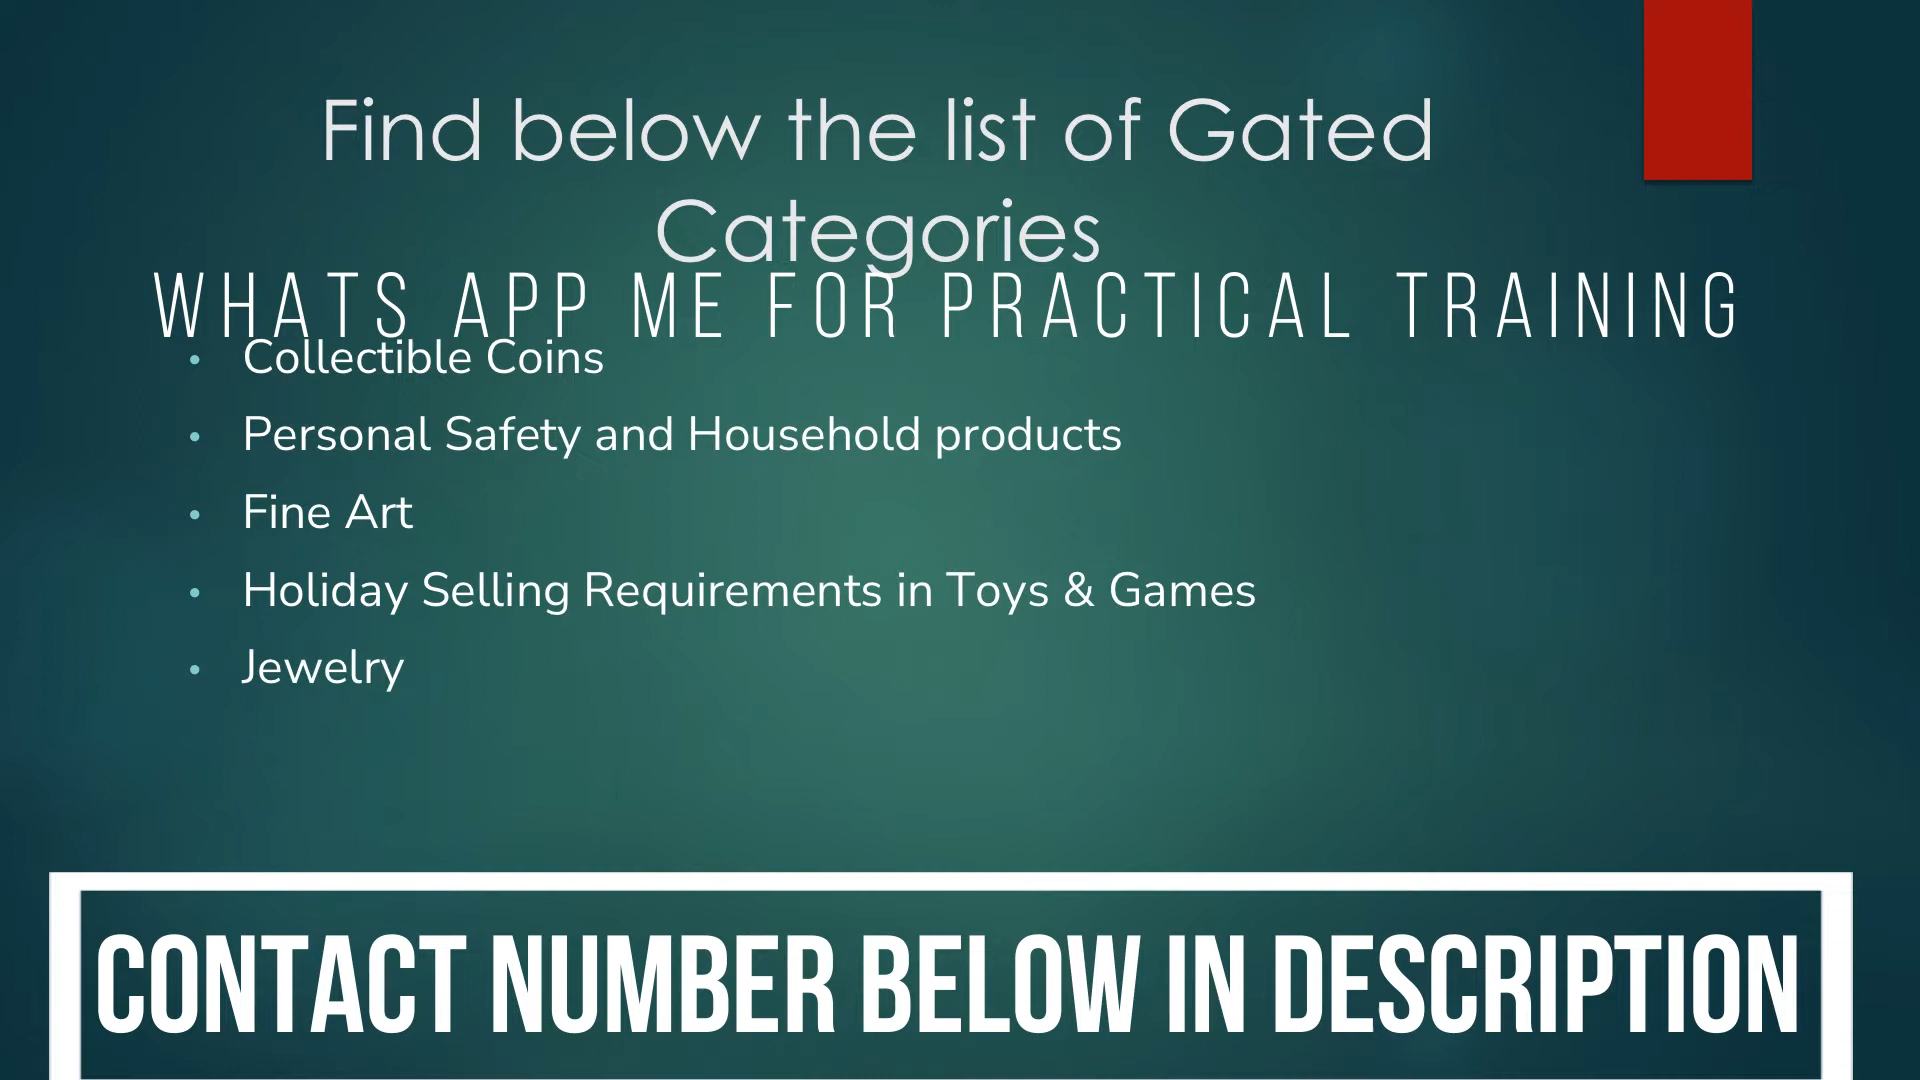 Find below the list of Gated
Categories
WHATS APP ME FOR PRACTICAL TRAINING
• Collectible Coins
• Personal Safety and Household products
• Fine Art
• Holiday Selling Requirements in Toys & Games
• Jewelry
CONTACT NUMBER BELOW IN DESCRIPTION